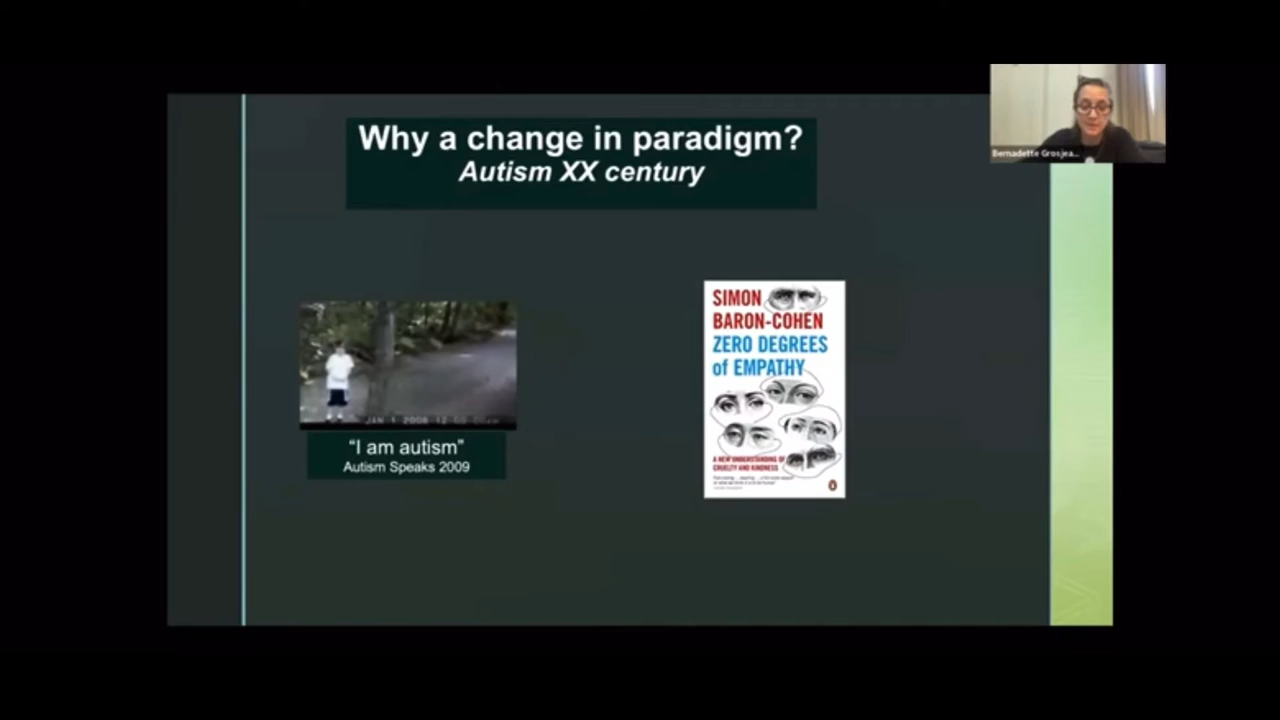 Why a change in paradigm?
Autism XX century
Bernadette Grosjea...
SIMON
BARON-COHEN
ZERO DEGREES
of EMPATHY
A NEW UNDERSTANDING OF
CRUELTY AND KINDNESS
JAN 1 2008 12
"I am autism"
Autism Speaks 2009